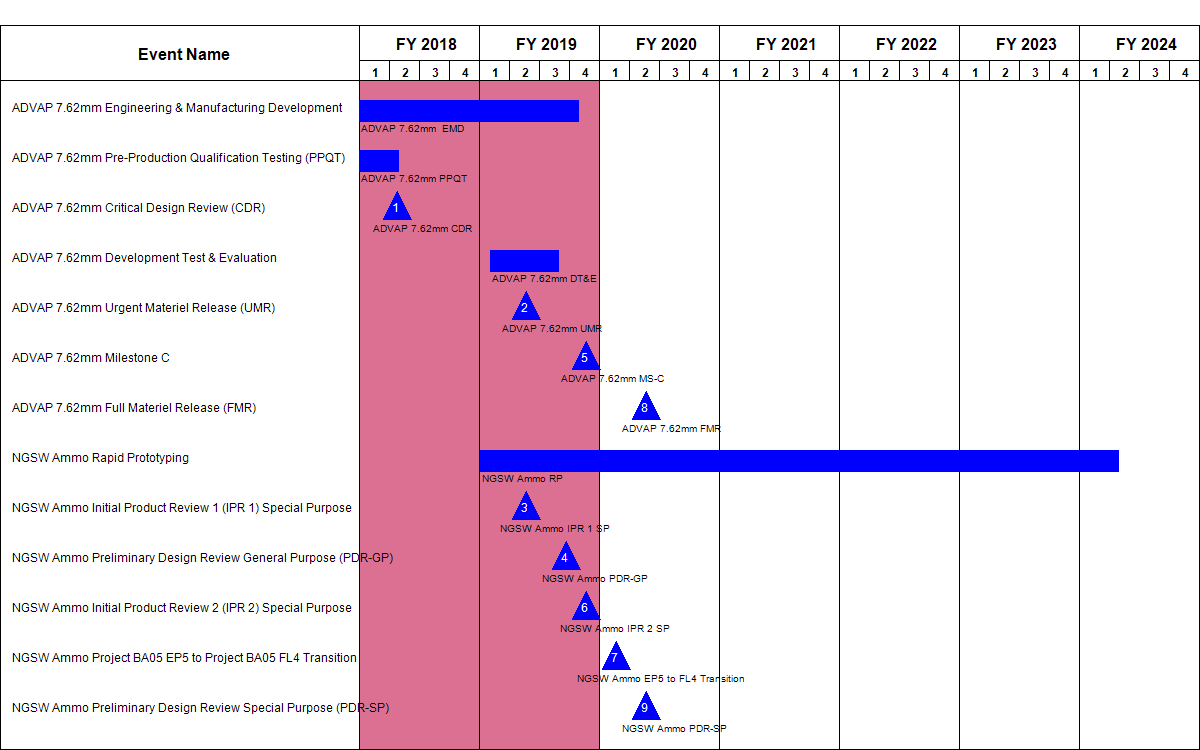 Event Name
FY 2018 FY 2019 FY 2020 FY 2021 FY 2022 FY 2023 FY 2024
1 2 3 4 1 2 3 4 1 2 3 4 1 2 3 4 1 2 3 4 1 2 3 4 1 2 3 4
ADVAP 7.62mm Engineering & Manufacturing Development
ADVAP 7.62mm EMD
ADVAP 7.62mm Pre-Production Qualification Testing (PPQT)
ADVAP 7.62mm PPQT
ADVAP 7.62mm Critical Design Review (CDR)
1
ADVAP 7.62mm CDR
ADVAP 7.62mm Development Test & Evaluation
ADVAP 7.62mm DT&E
ADVAP 7.62mm Urgent Materiel Release (UMR)
2
ADVAP 7.62mm UMR
ADVAP 7.62mm Milestone C
5
ADVAP 7.62mm MS-C
ADVAP 7.62mm Full Materiel Release (FMR)
8
ADVAP 7.62mm FMR
NGSW Ammo Rapid Prototyping
NGSW Ammo RP
NGSW Ammo Initial Product Review 1 (IPR 1) Special Purpose
3
NGSW Ammo IPR 1 SP
NGSW Ammo Preliminary Design Review General Purpose (PDR-GP)
4
NGSW Ammo PDR-GP
NGSW Ammo Initial Product Review 2 (IPR 2) Special Purpose
6
NGSW Ammo IPR 2 SP
NGSW Ammo Project BA05 EP5 to Project BA05 FL4 Transition
7
NGSW Ammo EP5 to FL4 Transition
NGSW Ammo Preliminary Design Review Special Purpose (PDR-SP)
9
NGSW Ammo PDR-SP